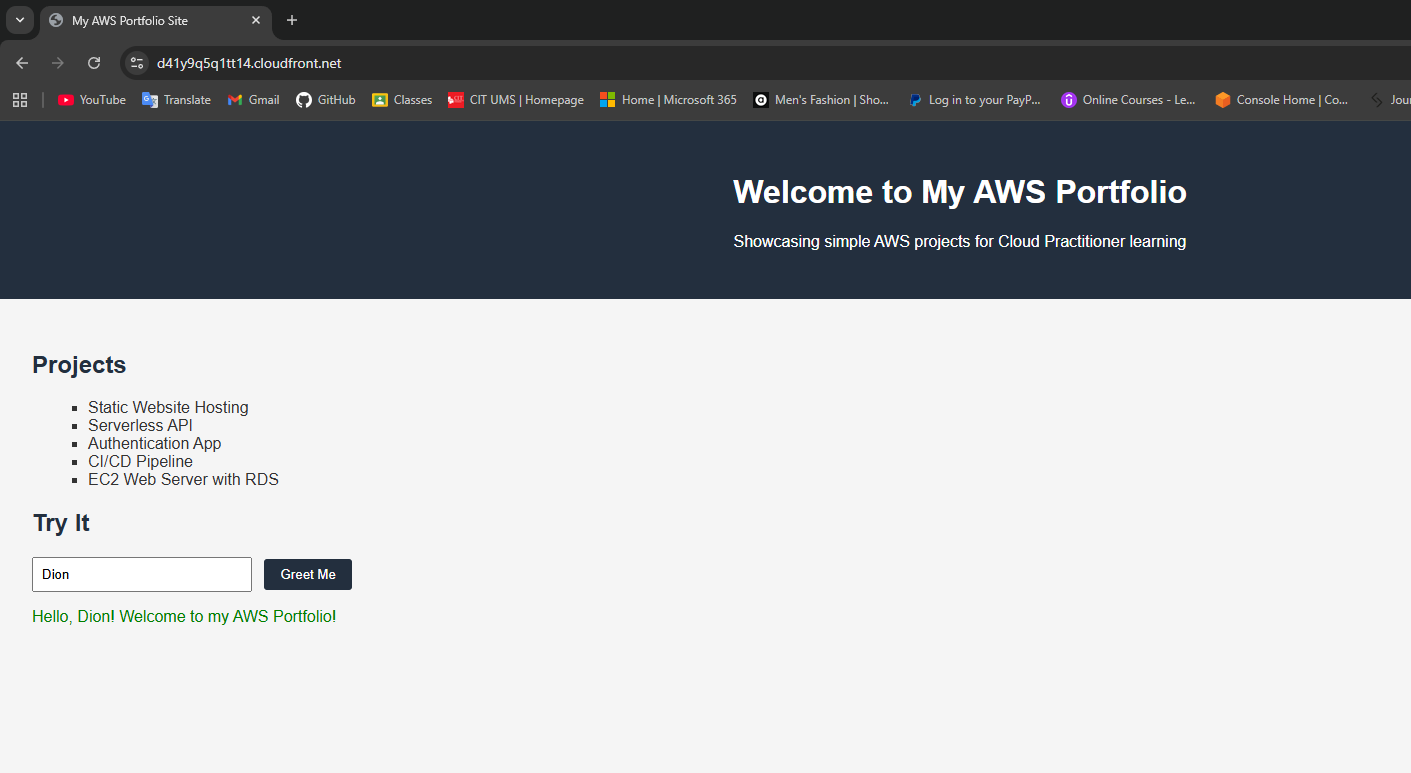 My AWS Portfolio Site
d41y9q5q1tt14.cloudfront.net
YouTube Translate Gmail GitHub Classes CIT UMS | Homepage Home | Microsoft 365 Men's Fashion | Sho... Log in to your PayP... Online Courses - Le... Console Home | Co... Jour
Welcome to My AWS Portfolio
Showcasing simple AWS projects for Cloud Practitioner learning
Projects
Static Website Hosting
Serverless API
Authentication App
CI/CD Pipeline
EC2 Web Server with RDS
Try It
Dion Greet Me
Hello, Dion! Welcome to my AWS Portfolio!